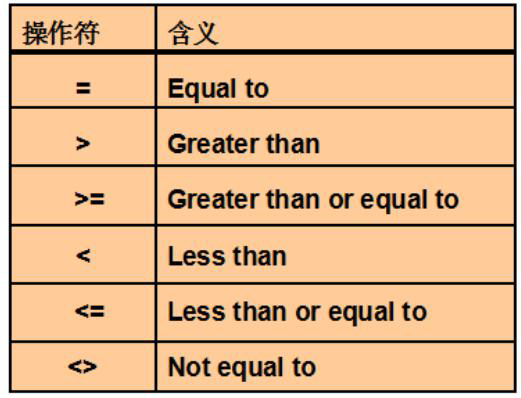 操作符 含义
= Equal to
> Greater than
>= Greater than or equal to
< Less than
<= Less than or equal to
<> Not equal to